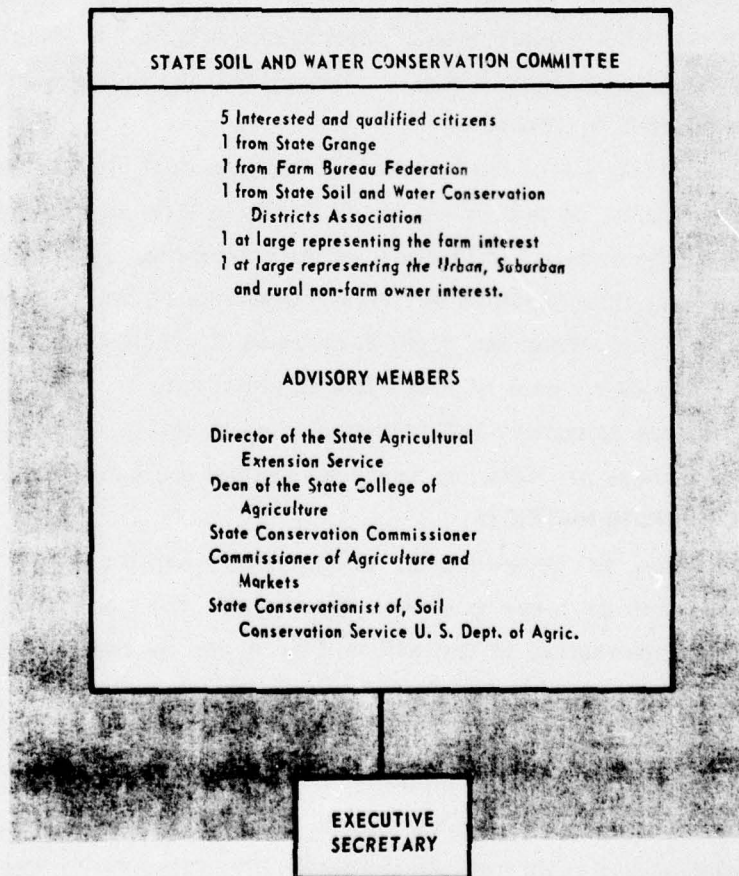 STATE SOIL AND WATER CONSERVATION COMMITTEE
5 Interested and qualified citizens
1 from State Grange
1 from Farm Bureau Federation
1 from State Soil and Water Conservation
Districts Association
1 at large representing the farm interest
1 at large representing the Urban, Suburban
and rural non-farm owner interest.
ADVISORY MEMBERS
Director of the State Agricultural
Extension Service
Dean of the State College of
Agriculture
State Conservation Commissioner
Commissioner of Agriculture and
Markets
State Conservationist of, Soil
Conservation Service U. S. Dept. of Agric.
EXECUTIVE
SECRETARY